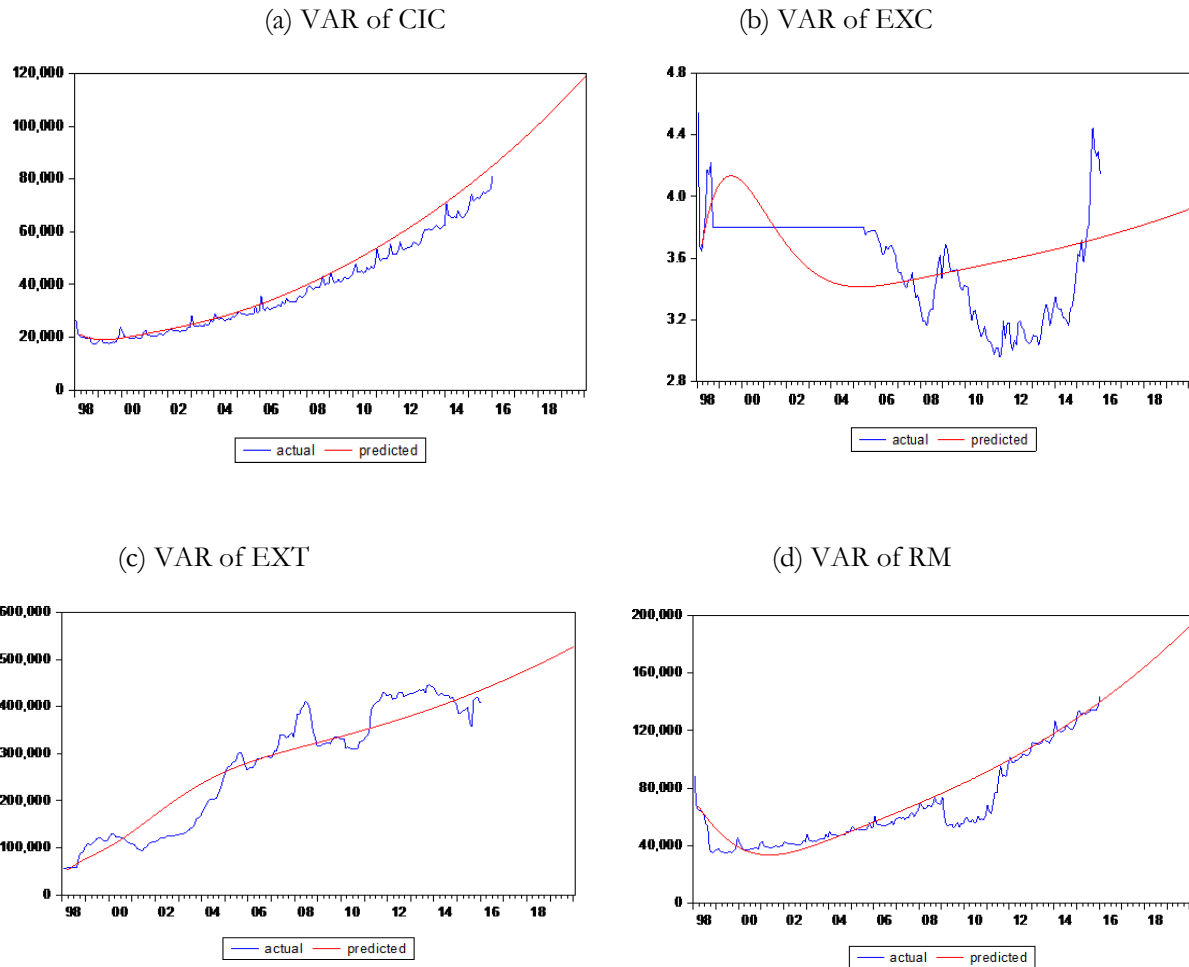 (a) VAR of CIC
120,000
100,000
80,000
60,000
40,000
20,000
0
98 00 02 04 06 08 10 12 14 16 18
actual predicted
(b) VAR of EXC
4.8
4.4
4.0
3.6
3.2
2.8
98 00 02 04 06 08 10 12 14 16 18
actual predicted
(c) VAR of EXT
600,000
500,000
400,000
300,000
200,000
100,000
0
98 00 02 04 06 08 10 12 14 16 18
actual predicted
(d) VAR of RM
200,000
160,000
120,000
80,000
40,000
0
98 00 02 04 06 08 10 12 14 16 18
actual predicted